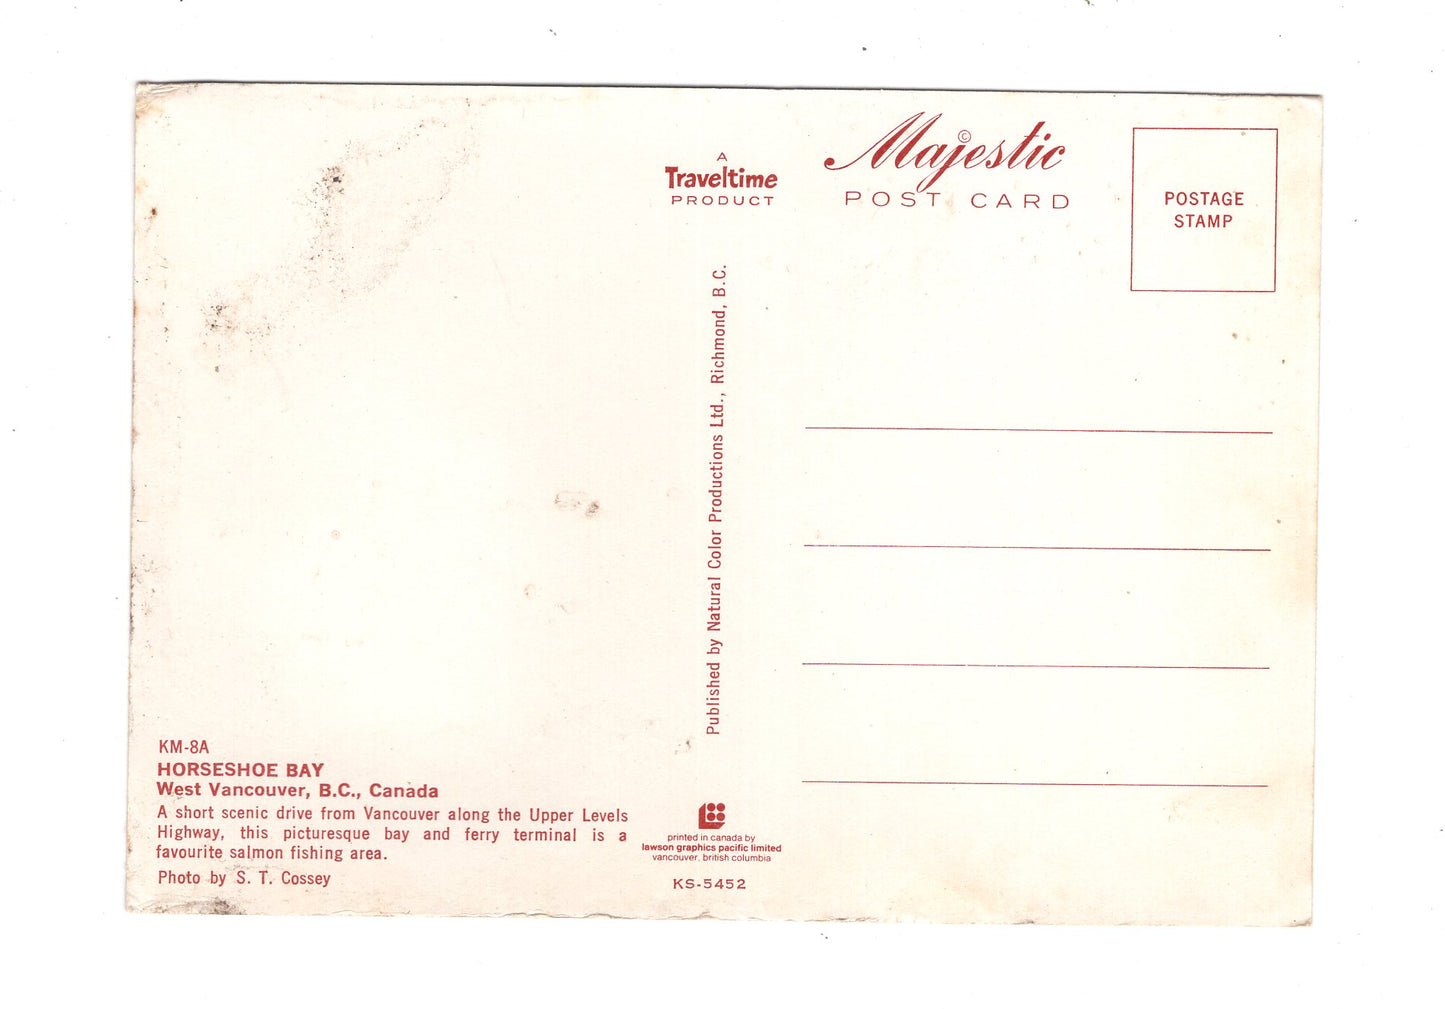 A
Traveltime
PRODUCT
Majestic ©
POST CARD
POSTAGE
STAMP
Published by Natural Color Productions Ltd., Richmond, B.C.
KM-8A
HORSESHOE BAY
West Vancouver, B.C., Canada
A short scenic drive from Vancouver along the Upper Levels
Highway, this picturesque bay and ferry terminal is a
favourite salmon fishing area.
Photo by S. T. Cossey
printed in canada by
lawson graphics pacific limited
vancouver, british columbia
KS-5452